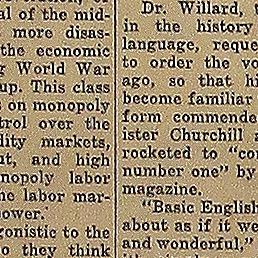 al of the mid-
more disas-
the economic
g World War
up. This class
s on monopoly
trol over the
dity markets,
ut, and high
nopoly labor
he labor mar-
power.
gonistic to the
o they think
Dr. Willard,
in the history
language, reque
to order the vo
ago, so that hi
become familiar
form commende
ister Churchill a
rocketed to "co
number one" by
magazine.
"Basic English
about as if it we
and wonderful,"